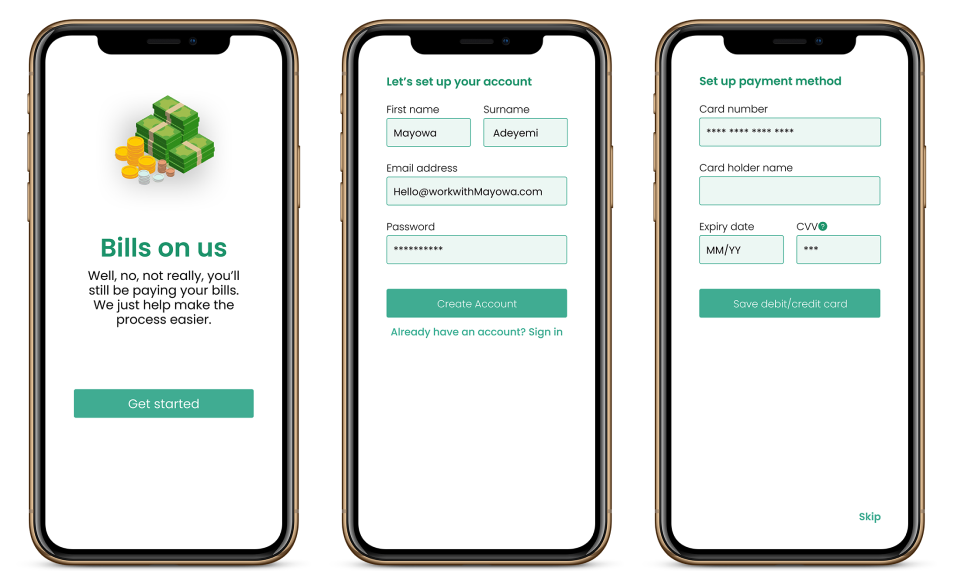 Bills on us
Well, no, not really, you’ll
still be paying your bills.
We just help make the
process easier.
Get started
Let’s set up your account
First name
Surname
Mayowa
Adeyemi
Email address
Hello@workwithMayowa.com
Password
**********
Create Account
Already have an account? Sign in
Set up payment method
Card number
**** **** **** ****
Card holder name
Expiry date
CVV?
MM/YY
***
Save debit/credit card
Skip